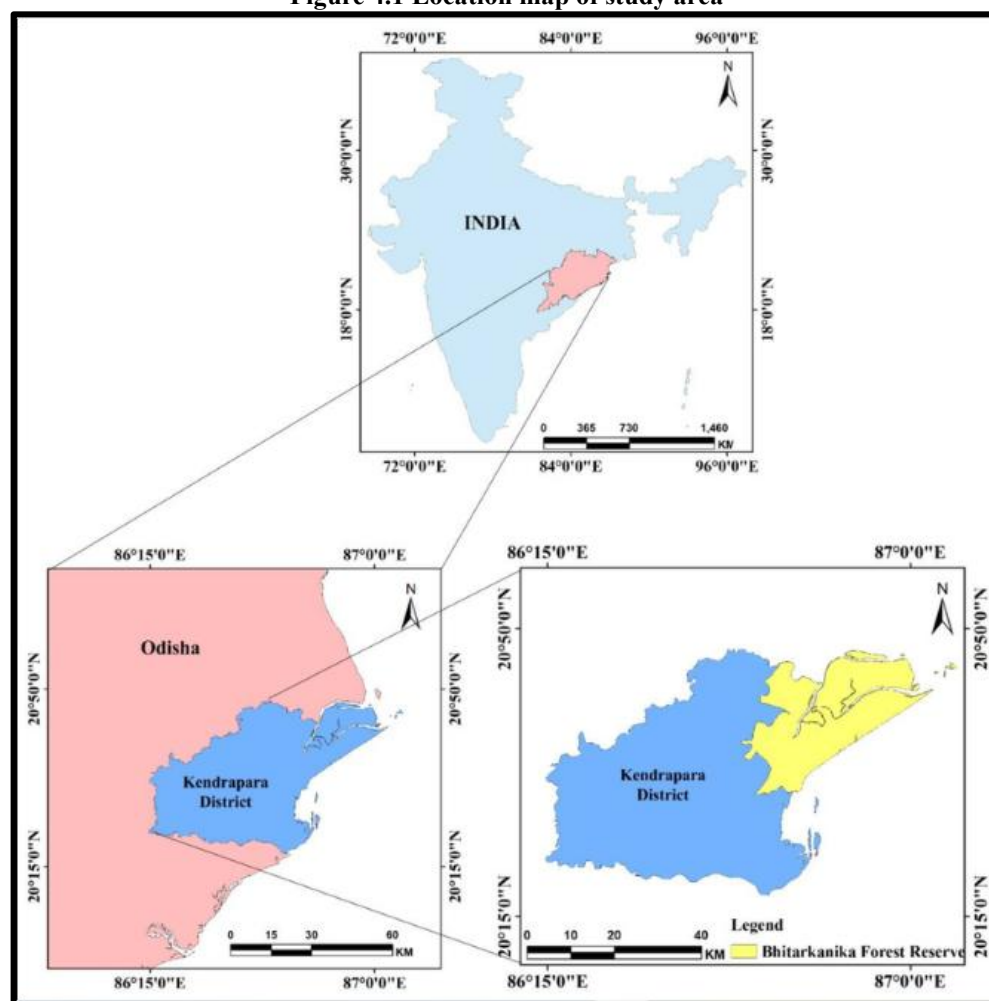 Figure 4.1 Location map of study area
72°0'0"E 84°0'0"E 96°0'0"E
N
30°0'0"N
30°0'0"N
INDIA
18°0'0"N
18°0'0"N
0 365 730 1,460
KM
72°0'0"E 84°0'0"E 96°0'0"E
86°15'0"E 87°0'0"E
N
Odisha
20°50'0"N
20°50'0"N
Kendrapara
District
20°15'0"N
20°15'0"N
0 15 30 60
KM
86°15'0"E 87°0'0"E
86°15'0"E 87°0'0"E
N
20°50'0"N
20°50'0"N
Kendrapara
District
20°15'0"N
20°15'0"N
Legend
0 10 20 40
KM
Bhitarkanika Forest Reserve
86°15'0"E 87°0'0"E